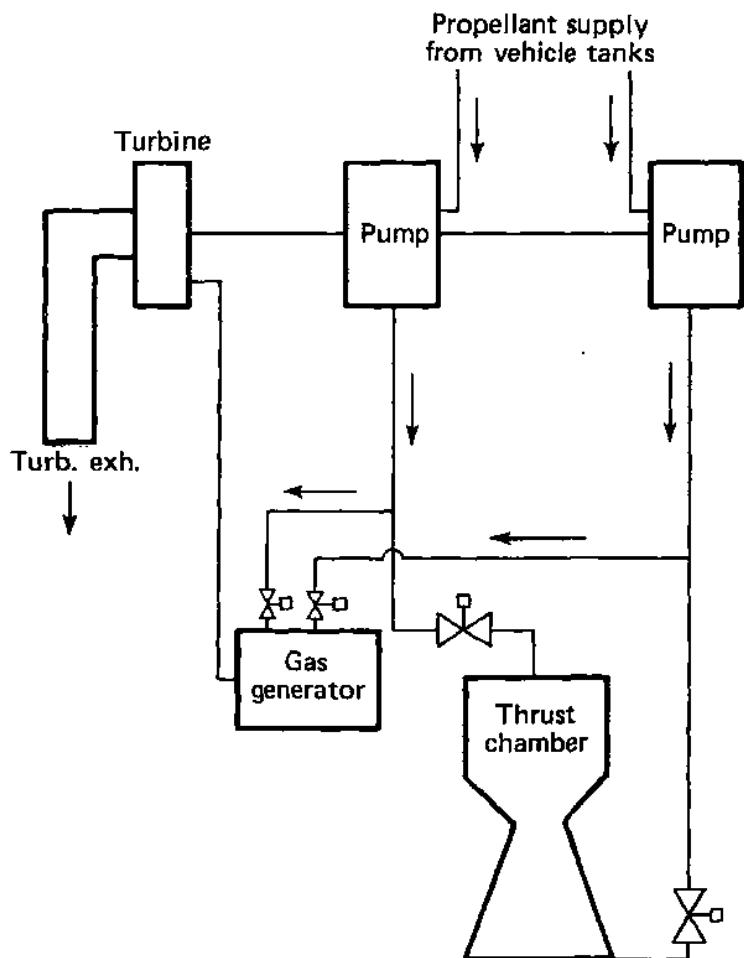 Propellant supply
from vehicle tanks
Turbine
Pump
Pump
Turb. exh.
Gas
generator
Thrust
chamber